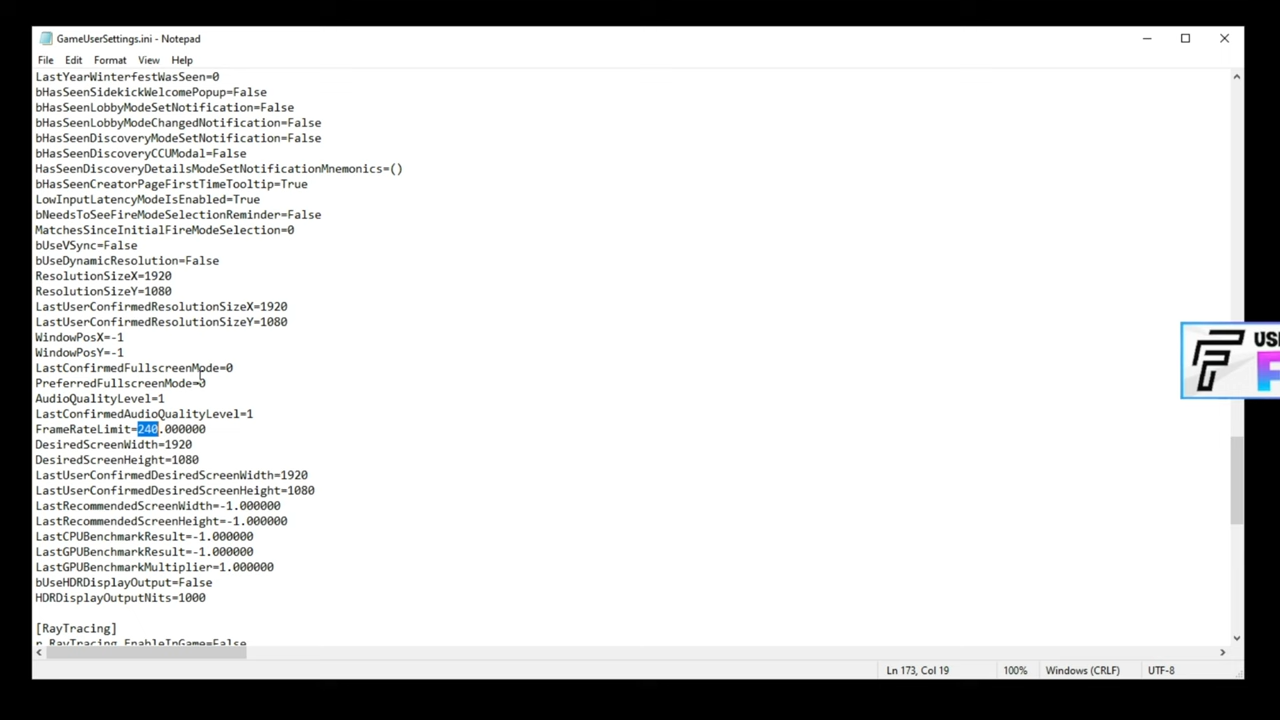 GameUserSettings.ini - Notepad
File Edit Format View Help
LastYearWinterfestWasSeen=0
bHasSeenSidekickWelcomePopup=False
bHasSeenLobbyModeSetNotification=False
bHasSeenLobbyModeChangedNotification=False
bHasSeenDiscoveryModeSetNotification=False
bHasSeenDiscoveryCCUModal=False
HasSeenDiscoveryDetailsModeSetNotificationMnemonics=()
bHasSeenCreatorPageFirstTimeTooltip=True
LowInputLatencyModeIsEnabled=True
bNeedsToSeeFireModeSelectionReminder=False
MatchesSinceInitialFireModeSelection=0
bUseVSync=False
bUseDynamicResolution=False
ResolutionSizeX=1920
ResolutionSizeY=1080
LastUserConfirmedResolutionSizeX=1920
LastUserConfirmedResolutionSizeY=1080
WindowPosX=-1
WindowPosY=-1
LastConfirmedFullscreenMode=0
PreferredFullscreenMode=0
AudioQualityLevel=1
LastConfirmedAudioQualityLevel=1
FrameRateLimit=240.000000
DesiredScreenWidth=1920
DesiredScreenHeight=1080
LastUserConfirmedDesiredScreenWidth=1920
LastUserConfirmedDesiredScreenHeight=1080
LastRecommendedScreenWidth=-1.000000
LastRecommendedScreenHeight=-1.000000
LastCPUBenchmarkResult=-1.000000
LastGPUBenchmarkResult=-1.000000
LastGPUBenchmarkMultiplier=1.000000
bUseHDRDisplayOutput=False
HDRDisplayOutputNits=1000
[RayTracing]
r.RayTracing.EnableInGame=False
Ln 173, Col 19 100% Windows (CRLF) UTF-8